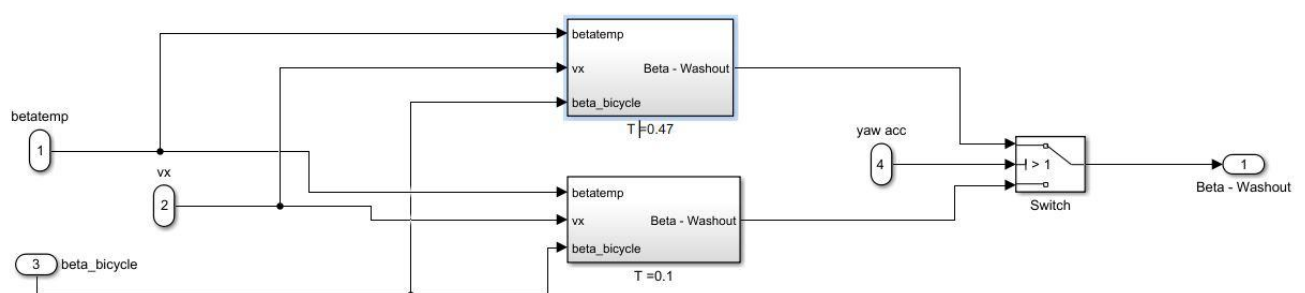 betatemp
vx
beta_bicycle
Beta - Washout
T =0.47
betatemp
1
vx
2
3
beta_bicycle
betatemp
vx
beta_bicycle
Beta - Washout
T =0.1
yaw acc
4
> 1
Switch
1
Beta - Washout